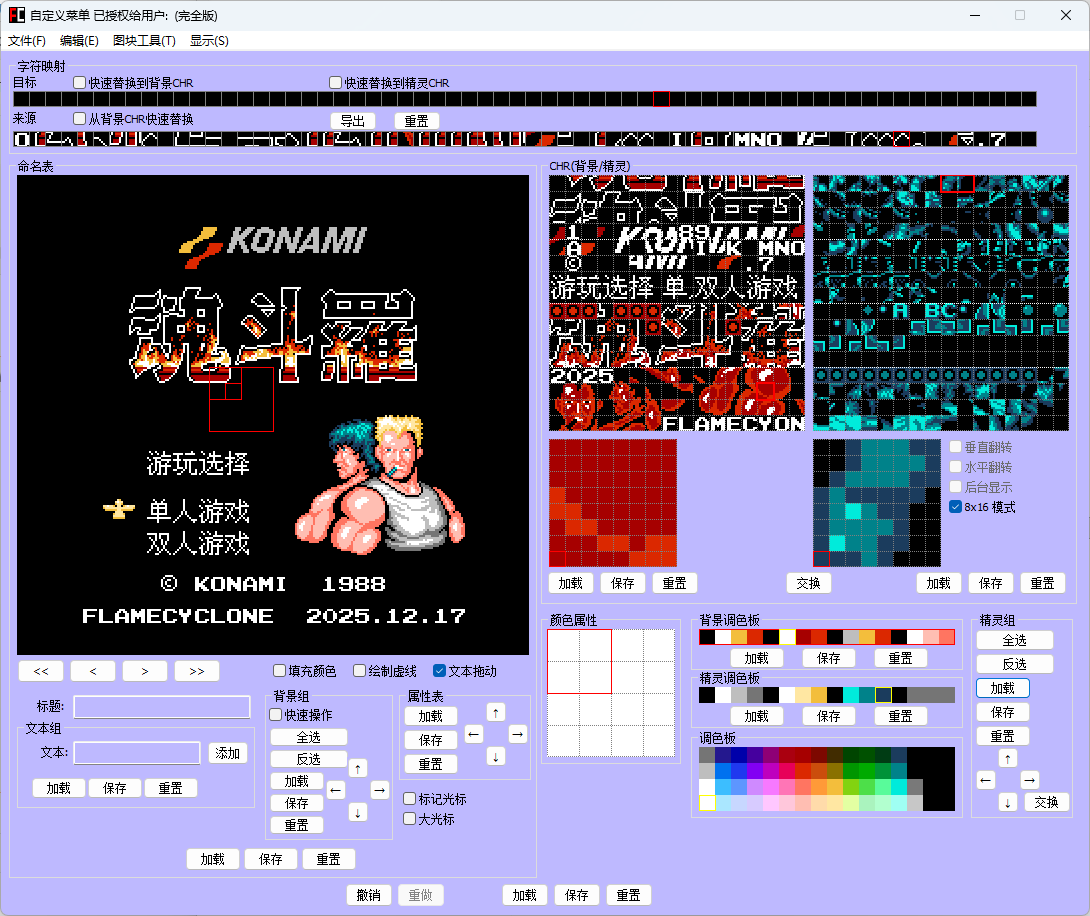 自定义菜单 已授权给用户: (完全版)
文件(F) 编辑(E) 图块工具(T) 显示(S)
字符映射
目标 快速替换到背景CHR 快速替换到精灵CHR
来源 从背景CHR快速替换 导出 重置
MNO .7
命名表
KONAMI
魂斗羅
游玩选择
单人游戏
双人游戏
© KONAMI 1988
FLAMECYCLONE 2025.12.17
<< < > >>
填充颜色 绘制虚线 文本拖动
标题:
文本组
文本: 添加
加载 保存 重置
背景组
快速操作
全选
反选
加载
保存
重置
↑
← →
↓
属性表
加载
保存
重置
↑
← →
↓
标记光标
大光标
加载 保存 重置
CHR(背景/精灵)
1 89
A MNO
© .7
游玩选择 单 双人游戏
2025
FLAMECYON
A BC
垂直翻转
水平翻转
后台显示
8x16 模式
加载 保存 重置 交换 加载 保存 重置
颜色属性
背景调色板
加载 保存 重置
精灵调色板
加载 保存 重置
调色板
精灵组
全选
反选
加载
保存
重置
↑
← →
↓ 交换
撤销 重做 加载 保存 重置